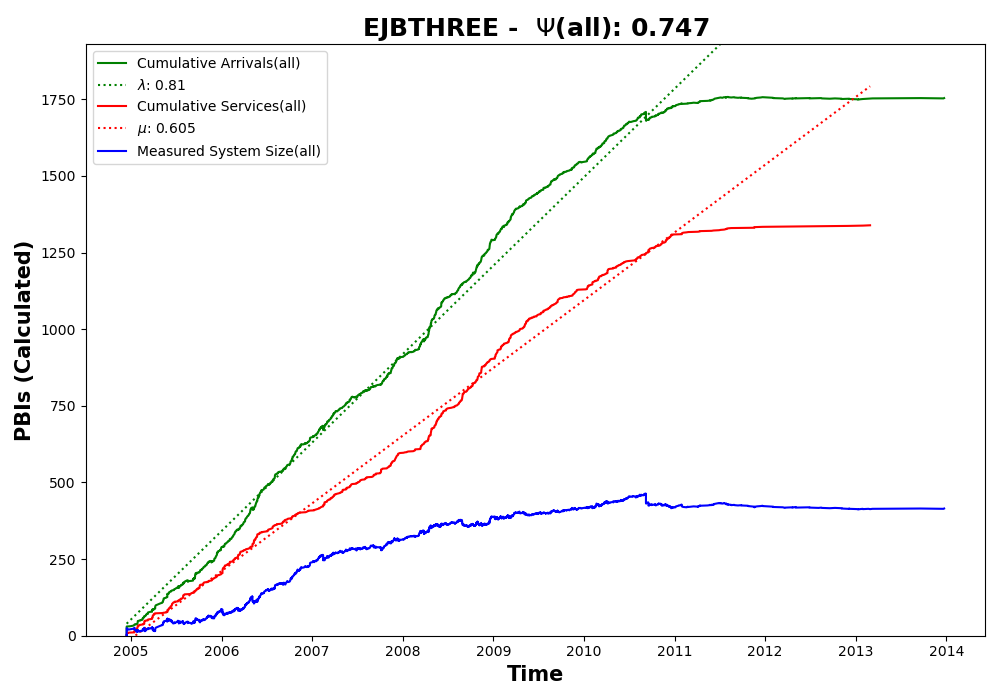 EJBTHREE - Ψ(all): 0.747
Cumulative Arrivals(all)
λ: 0.81
Cumulative Services(all)
μ: 0.605
Measured System Size(all)
PBIs (Calculated)
1750
1500
1250
1000
750
500
250
0
2005 2006 2007 2008 2009 2010 2011 2012 2013 2014
Time